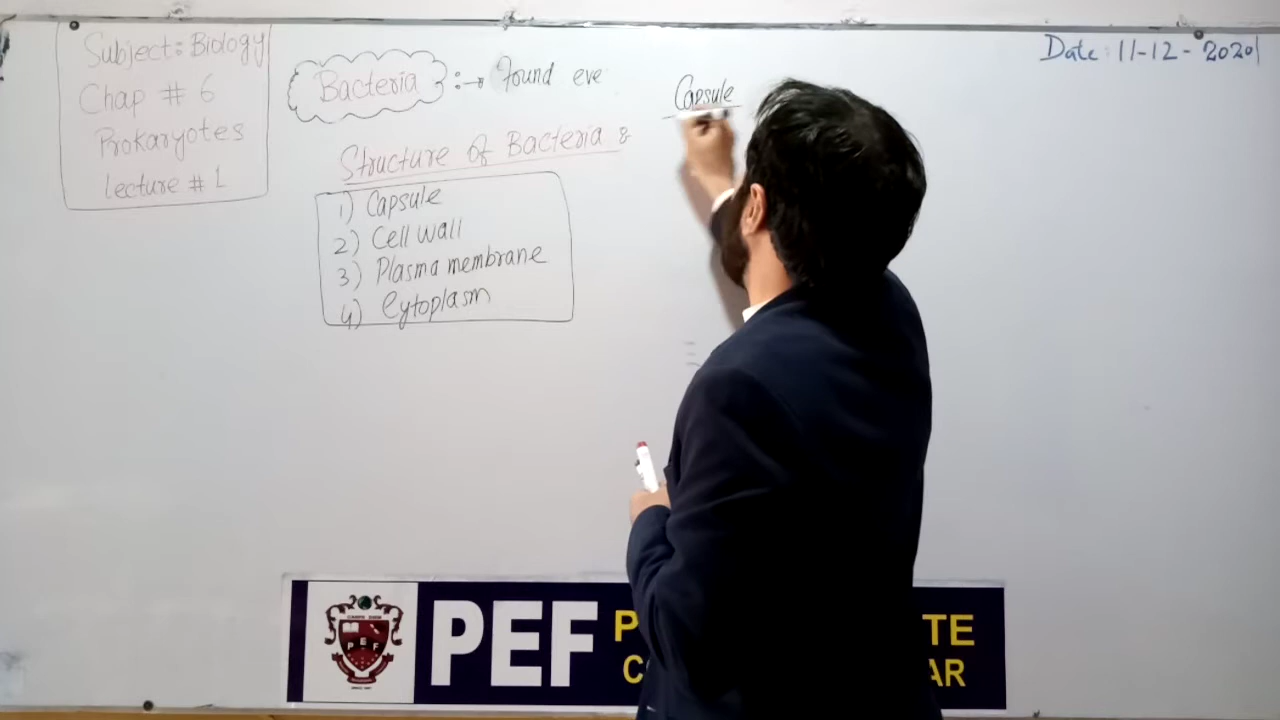 Subject: Biology
Chap # 6
Prokaryotes
lecture # 1
Bacteria :→ Found eve
Structure of Bacteria &
1) Capsule
2) Cell wall
3) Plasma membrane
4) Cytoplasm
Capsule
Date: 11-12-2020
PEF
PEF